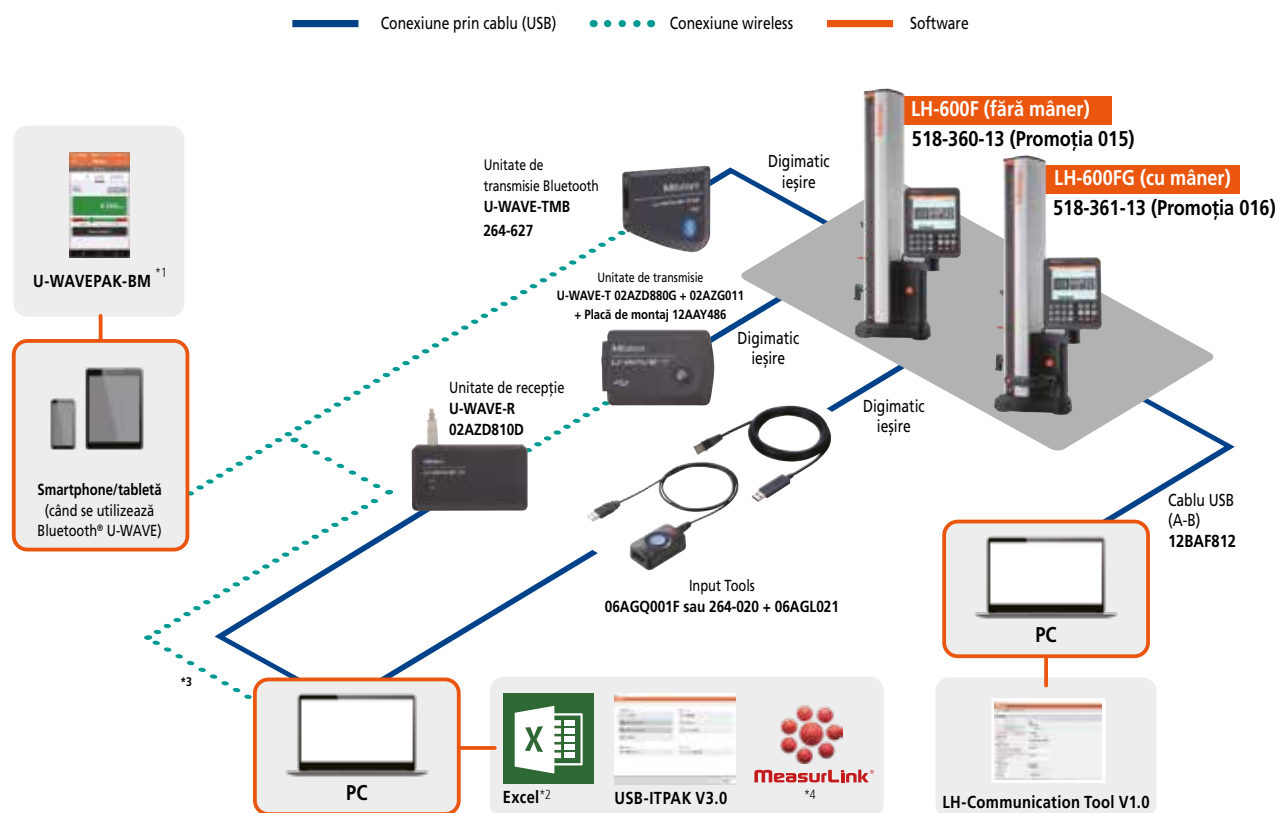 Conexiune prin cablu (USB)
Conexiune wireless
Software
LH-600F (fără mâner)
518-360-13 (Promoția 015)
LH-600FG (cu mâner)
518-361-13 (Promoția 016)
Unitate de
transmisie Bluetooth
U-WAVE-TMB
264-627
Digimatic
ieșire
Mitutoyo
U-WAVEPAK-BM *1
Unitate de transmisie
U-WAVE-T 02AZD880G + 02AZG011
+ Placă de montaj 12AAY486
Digimatic
ieșire
Mitutoyo
U-WAVE-T
Unitate de recepție
U-WAVE-R
02AZD810D
Digimatic
ieșire
Smartphone/tabletă
(când se utilizează
Bluetooth® U-WAVE)
Cablu USB
(A-B)
12BAF812
Input Tools
06AGQ001F sau 264-020 + 06AGL021
PC
*3
PC
X
Excel*2
USB-ITPAK V3.0
MeasurLink®
*4
LH-Communication Tool V1.0